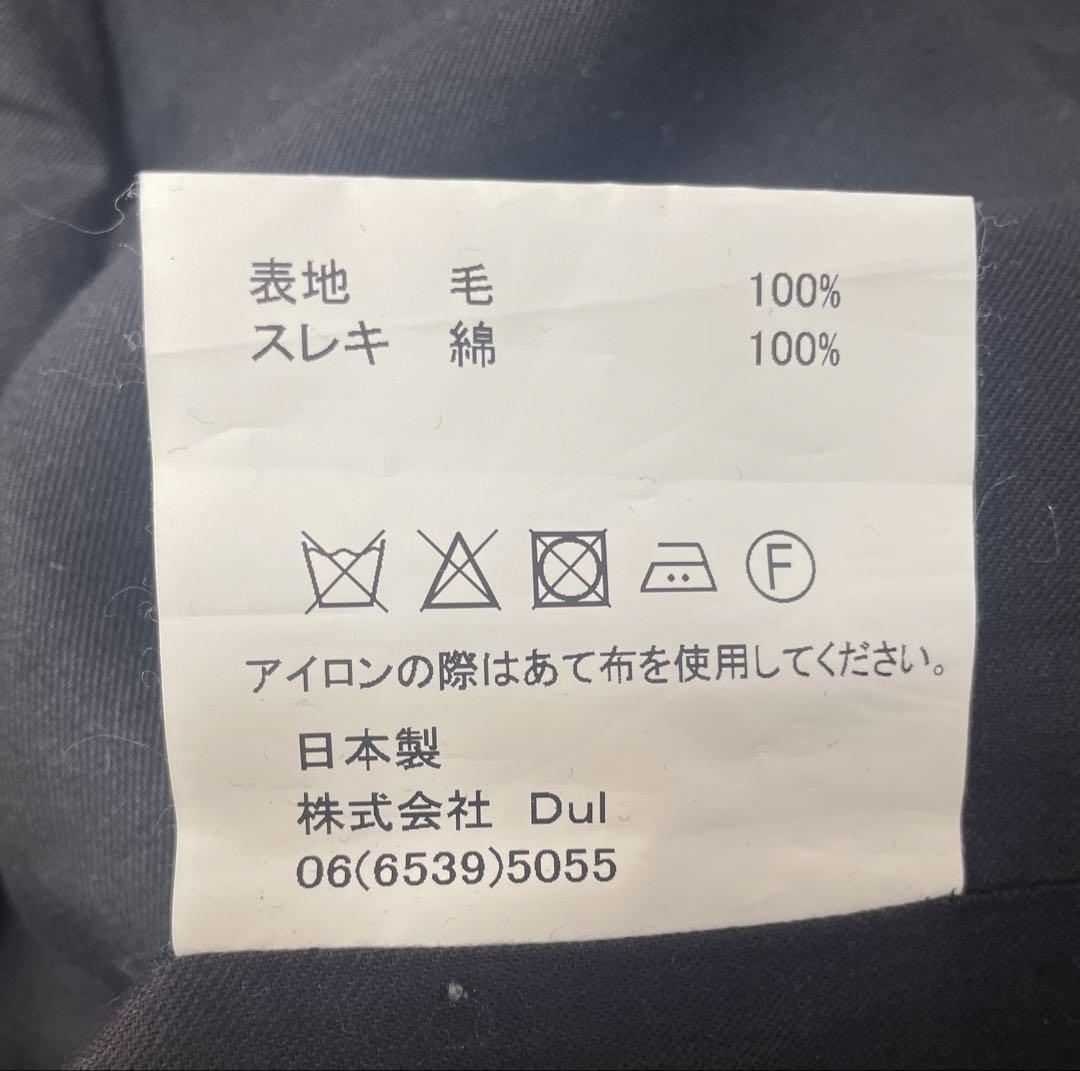 表地 毛 100%
スレキ 綿 100%
F
アイロンの際はあて布を使用してください。
日本製
株式会社 Dul
06(6539)5055